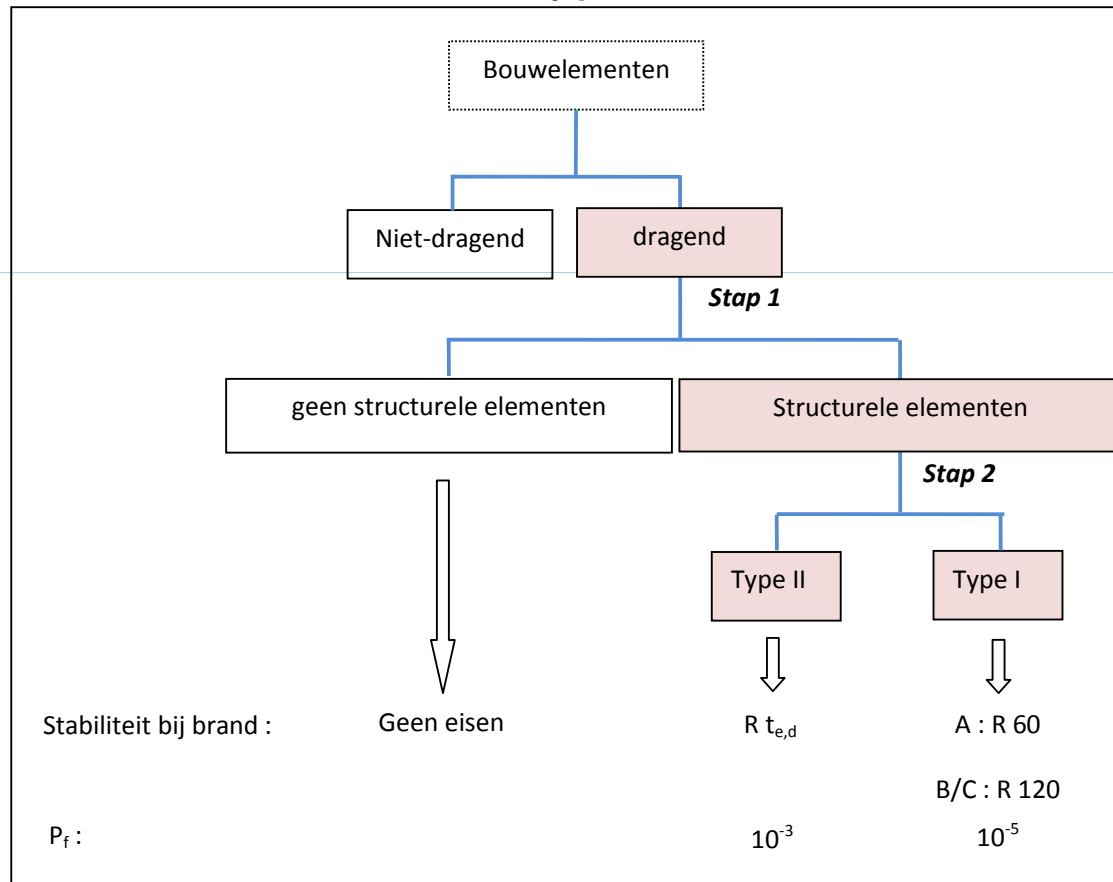 Bouwelementen
Niet-dragend
dragend
Stap 1
geen structurele elementen
Structurele elementen
Stap 2
Type II
Type I
Stabiliteit bij brand :
Geen eisen
R te,d
A : R 60
B/C : R 120
Pf :
10-3
10-5